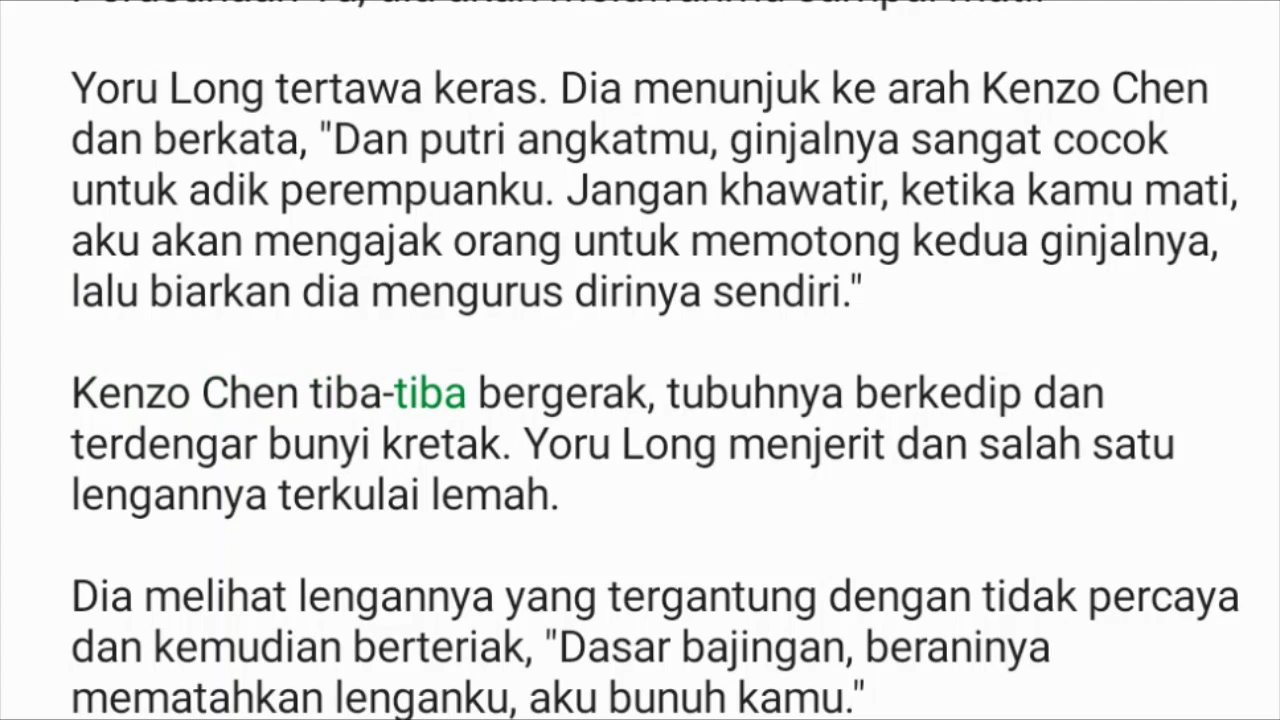 Yoru Long tertawa keras. Dia menunjuk ke arah Kenzo Chen
dan berkata, "Dan putri angkatmu, ginjalnya sangat cocok
untuk adik perempuanku. Jangan khawatir, ketika kamu mati,
aku akan mengajak orang untuk memotong kedua ginjalnya,
lalu biarkan dia mengurus dirinya sendiri."
Kenzo Chen tiba-tiba bergerak, tubuhnya berkedip dan
terdengar bunyi kretak. Yoru Long menjerit dan salah satu
lengannya terkulai lemah.
Dia melihat lengannya yang tergantung dengan tidak percaya
dan kemudian berteriak, "Dasar bajingan, beraninya
mematahkan lenganku, aku bunuh kamu."